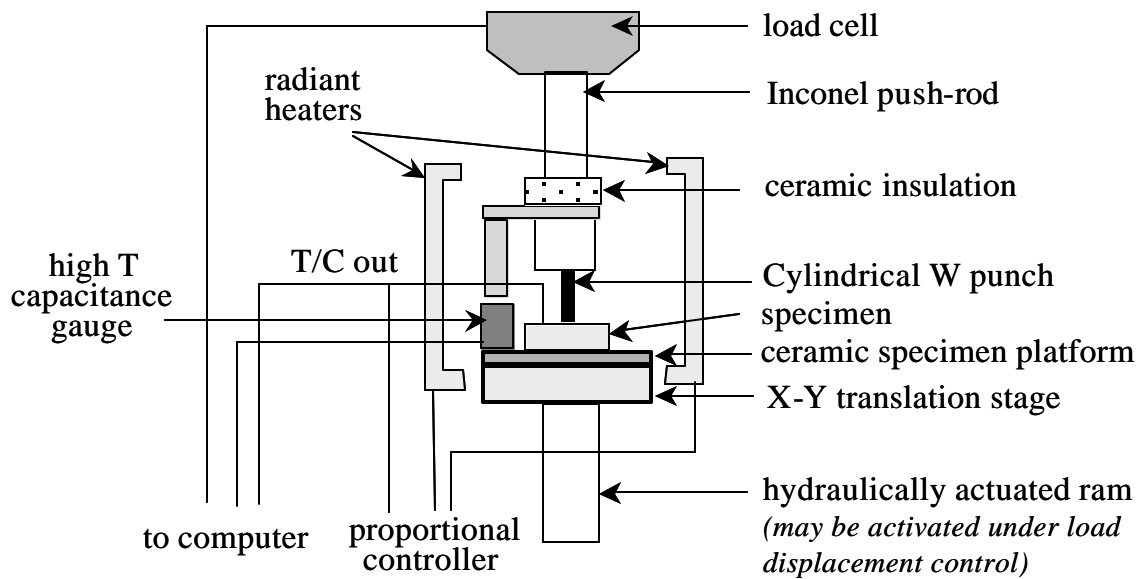 load cell
radiant
heaters
Inconel push-rod
ceramic insulation
T/C out
high T
capacitance
gauge
Cylindrical W punch
specimen
ceramic specimen platform
X-Y translation stage
hydraulically actuated ram
(may be activated under load
displacement control)
to computer
proportional
controller